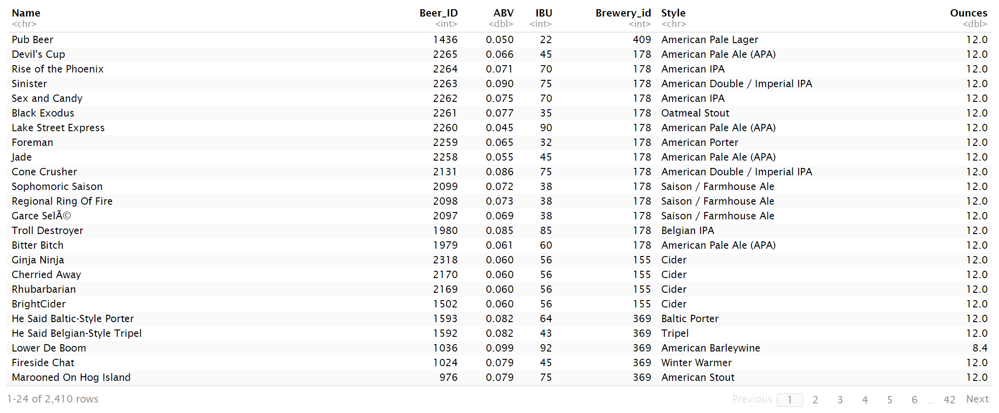 Name Beer_ID ABV IBU Brewery_id Style Ounces
<chr> <int> <dbl> <int> <int> <chr> <dbl>
Pub Beer 1436 0.050 22 409 American Pale Lager 12.0
Devil's Cup 2265 0.066 45 178 American Pale Ale (APA) 12.0
Rise of the Phoenix 2264 0.071 70 178 American IPA 12.0
Sinister 2263 0.090 75 178 American Double / Imperial IPA 12.0
Sex and Candy 2262 0.075 70 178 American IPA 12.0
Black Exodus 2261 0.077 35 178 Oatmeal Stout 12.0
Lake Street Express 2260 0.045 90 178 American Pale Ale (APA) 12.0
Foreman 2259 0.065 32 178 American Porter 12.0
Jade 2258 0.055 45 178 American Pale Ale (APA) 12.0
Cone Crusher 2131 0.086 75 178 American Double / Imperial IPA 12.0
Sophomoric Saison 2099 0.072 38 178 Saison / Farmhouse Ale 12.0
Regional Ring Of Fire 2098 0.073 38 178 Saison / Farmhouse Ale 12.0
Garce SelÃ© 2097 0.069 38 178 Saison / Farmhouse Ale 12.0
Troll Destroyer 1980 0.085 85 178 Belgian IPA 12.0
Bitter Bitch 1979 0.061 60 178 American Pale Ale (APA) 12.0
Ginja Ninja 2318 0.060 56 155 Cider 12.0
Cherried Away 2170 0.060 56 155 Cider 12.0
Rhubarbarian 2169 0.060 56 155 Cider 12.0
BrightCider 1502 0.060 56 155 Cider 12.0
He Said Baltic-Style Porter 1593 0.082 64 369 Baltic Porter 12.0
He Said Belgian-Style Tripel 1592 0.082 43 369 Tripel 12.0
Lower De Boom 1036 0.099 92 369 American Barleywine 8.4
Fireside Chat 1024 0.079 45 369 Winter Warmer 12.0
Marooned On Hog Island 976 0.079 75 369 American Stout 12.0
1-24 of 2,410 rows Previous 1 2 3 4 5 6 ... 42 Next